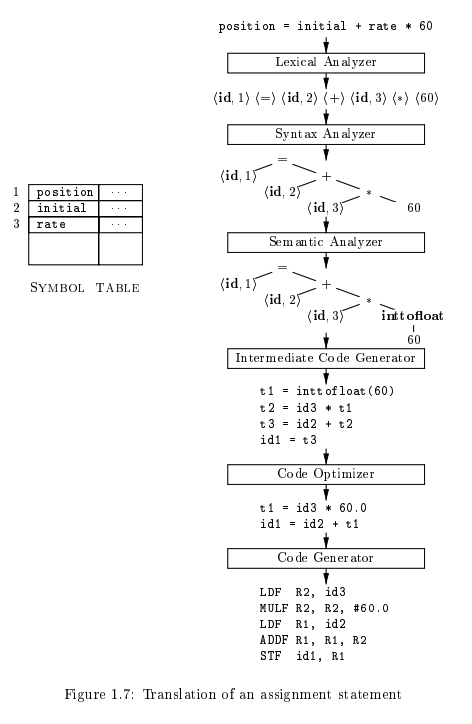 position = initial + rate * 60
Lexical Analyzer
⟨id, 1⟩ ⟨=⟩ ⟨id, 2⟩ ⟨+⟩ ⟨id, 3⟩ ⟨*⟩ ⟨60⟩
Syntax Analyzer
=
⟨id, 1⟩ +
⟨id, 2⟩ *
⟨id, 3⟩ 60
1 position ...
2 initial ...
3 rate ...
SYMBOL TABLE
Semantic Analyzer
=
⟨id, 1⟩ +
⟨id, 2⟩ *
⟨id, 3⟩ inttofloat
60
Intermediate Code Generator
t1 = inttofloat(60)
t2 = id3 * t1
t3 = id2 + t2
id1 = t3
Code Optimizer
t1 = id3 * 60.0
id1 = id2 + t1
Code Generator
LDF R2, id3
MULF R2, R2, #60.0
LDF R1, id2
ADDF R1, R1, R2
STF id1, R1
Figure 1.7: Translation of an assignment statement